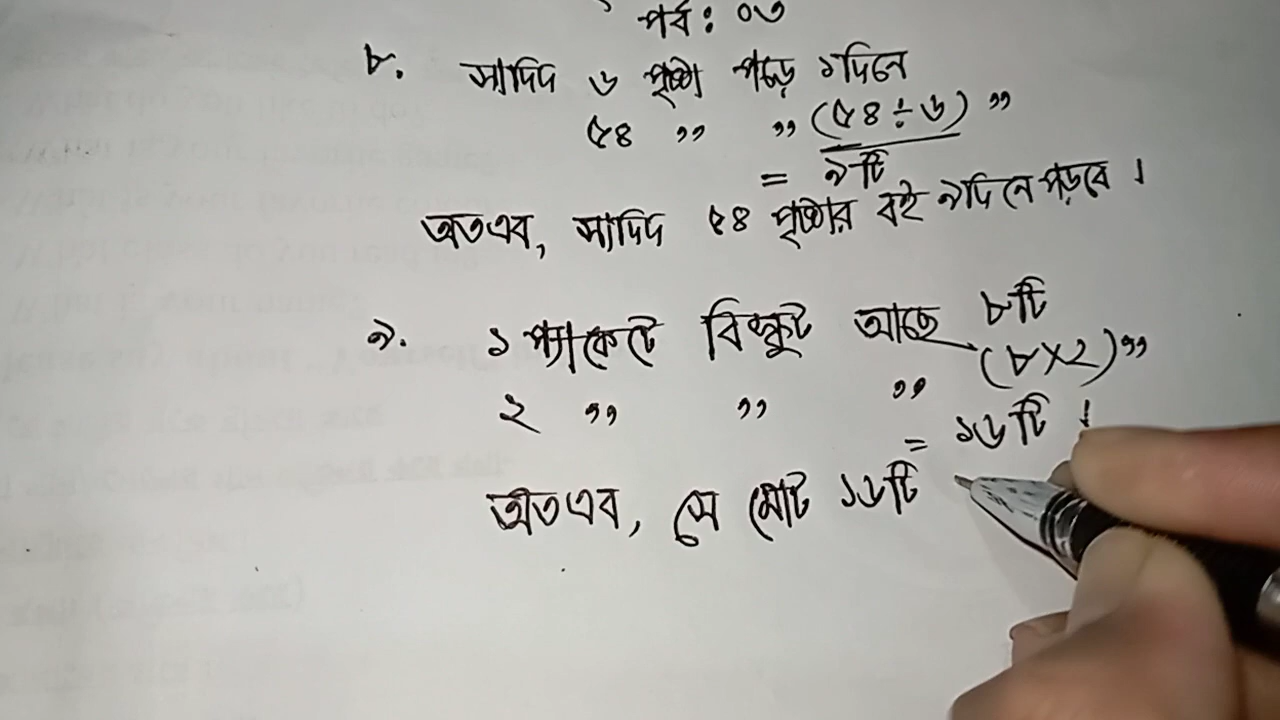 পর্ব : ০৩
৮. সাদিদ ৬ পৃষ্ঠা পড়ে ১দিনে
৫৪ ,, ,, (৫৪÷৬) ,,
= ৯টি
অতএব, সাদিদ ৫৪ পৃষ্ঠার বই ৯দিনে পড়বে ।
৯. ১ প্যাকেটে বিস্কুট আছে ৮টি
২ ,, ,, ,, (৮×২) ,,
= ১৬টি ।
অতএব, সে মোট ১৬টি